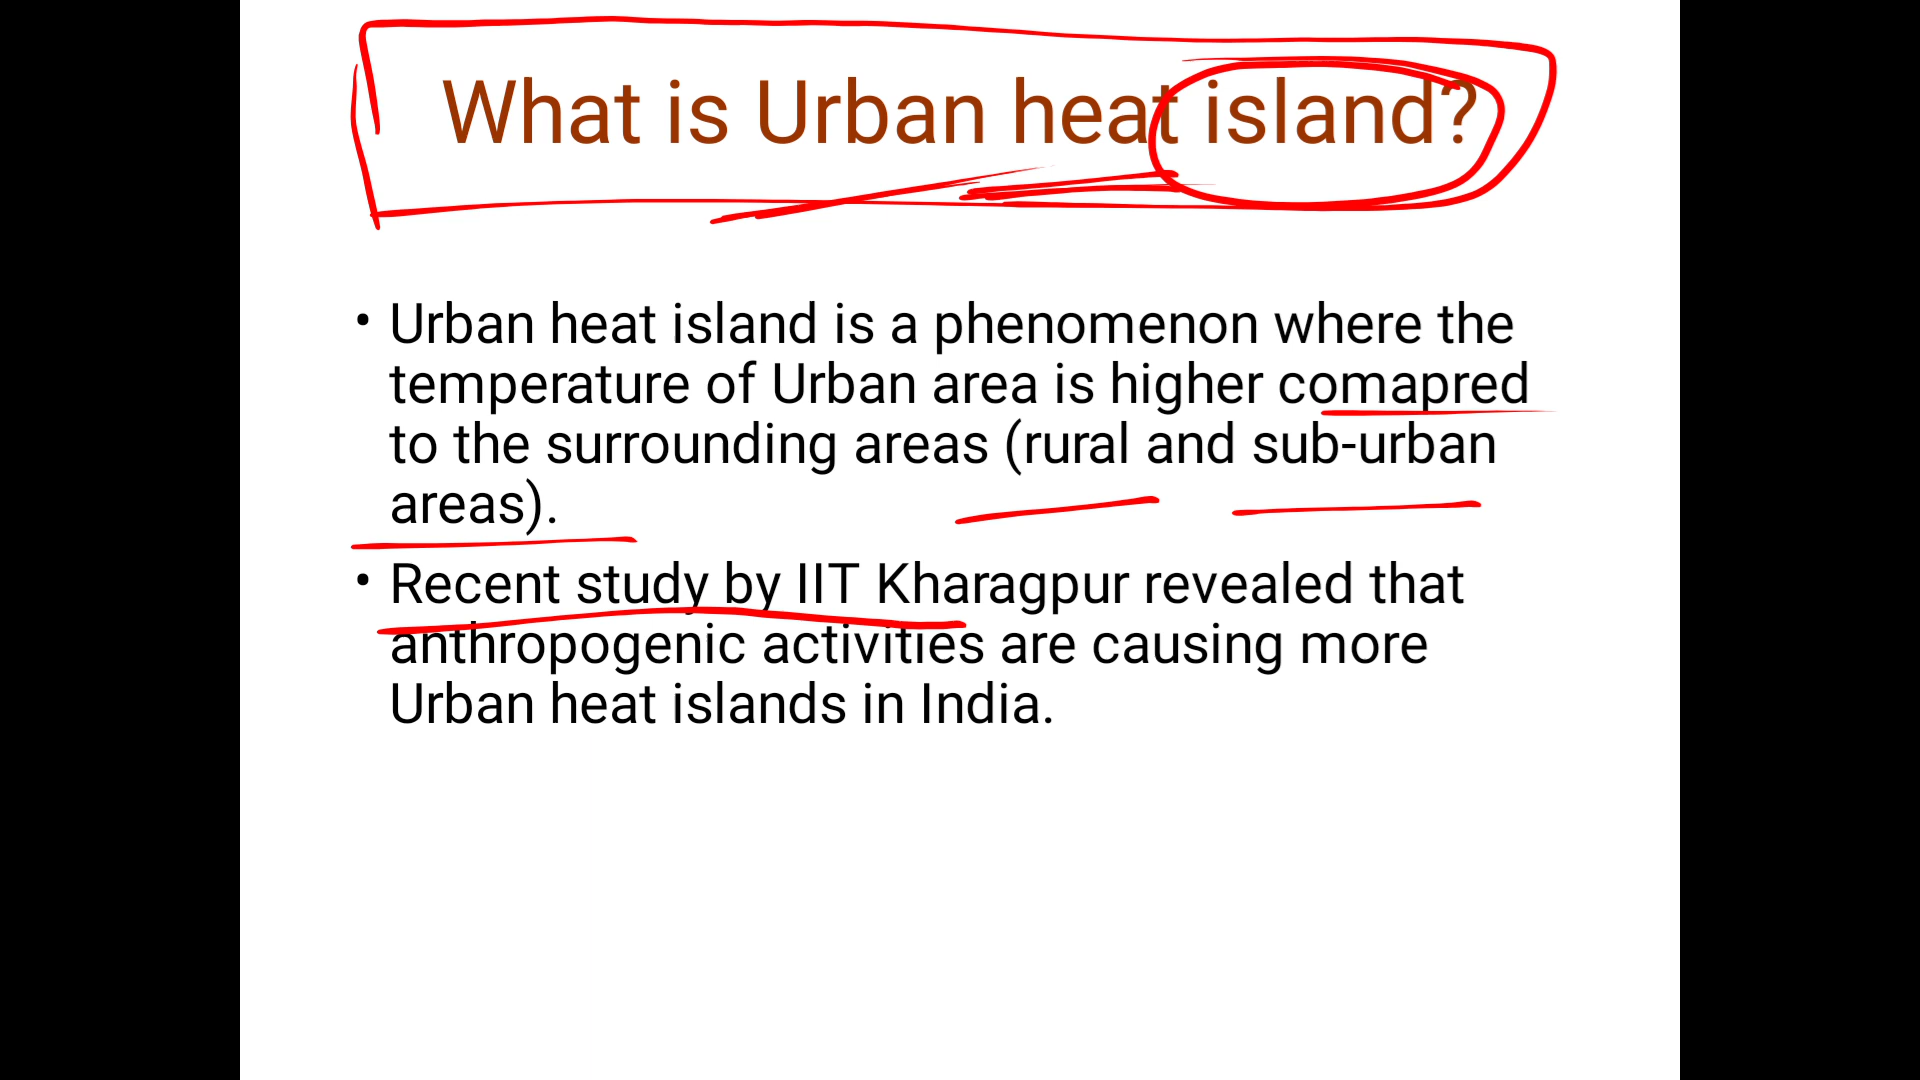 What is Urban heat island?
• Urban heat island is a phenomenon where the
temperature of Urban area is higher comapred
to the surrounding areas (rural and sub-urban
areas).
• Recent study by IIT Kharagpur revealed that
anthropogenic activities are causing more
Urban heat islands in India.